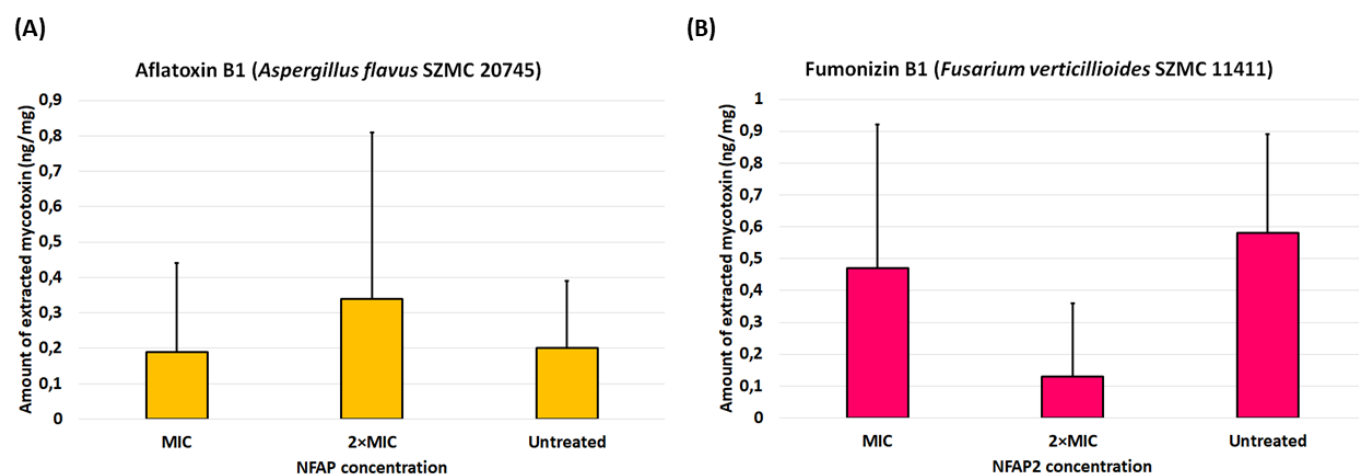 (A)
Aflatoxin B1 (Aspergillus flavus SZMC 20745)
Amount of extracted mycotoxin (ng/mg)
0,9
0,8
0,7
0,6
0,5
0,4
0,3
0,2
0,1
0
MIC 2×MIC Untreated
NFAP concentration
(B)
Fumonizin B1 (Fusarium verticillioides SZMC 11411)
Amount of extracted mycotoxin (ng/mg)
1
0,9
0,8
0,7
0,6
0,5
0,4
0,3
0,2
0,1
0
MIC 2×MIC Untreated
NFAP2 concentration